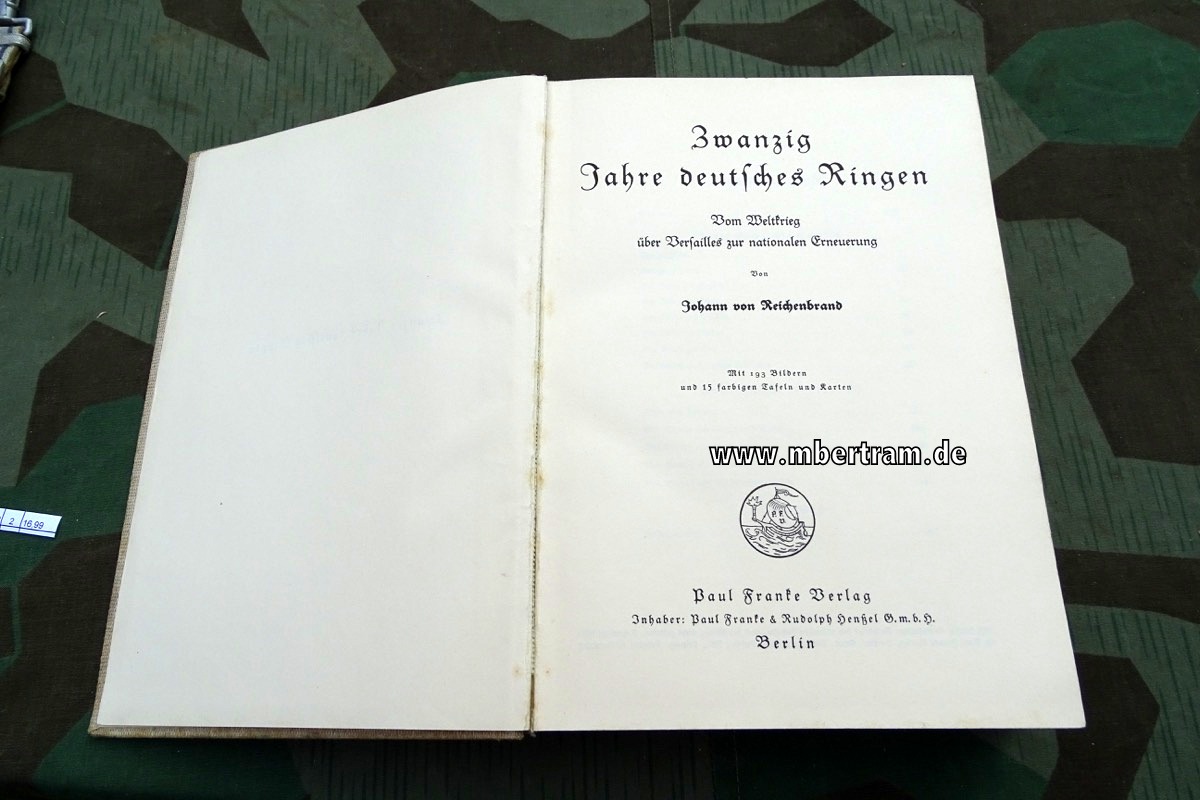 Zwanzig
Jahre deutsches Ringen
Vom Weltkrieg
über Versailles zur nationalen Erneuerung
Von
Johann von Reichenbrand
Mit 193 Bildern
und 15 farbigen Tafeln und Karten
www.mbertram.de
P. F.
Paul Franke Verlag
Inhaber: Paul Franke & Rudolph Henßel G.m.b.H.
Berlin
2 16.99